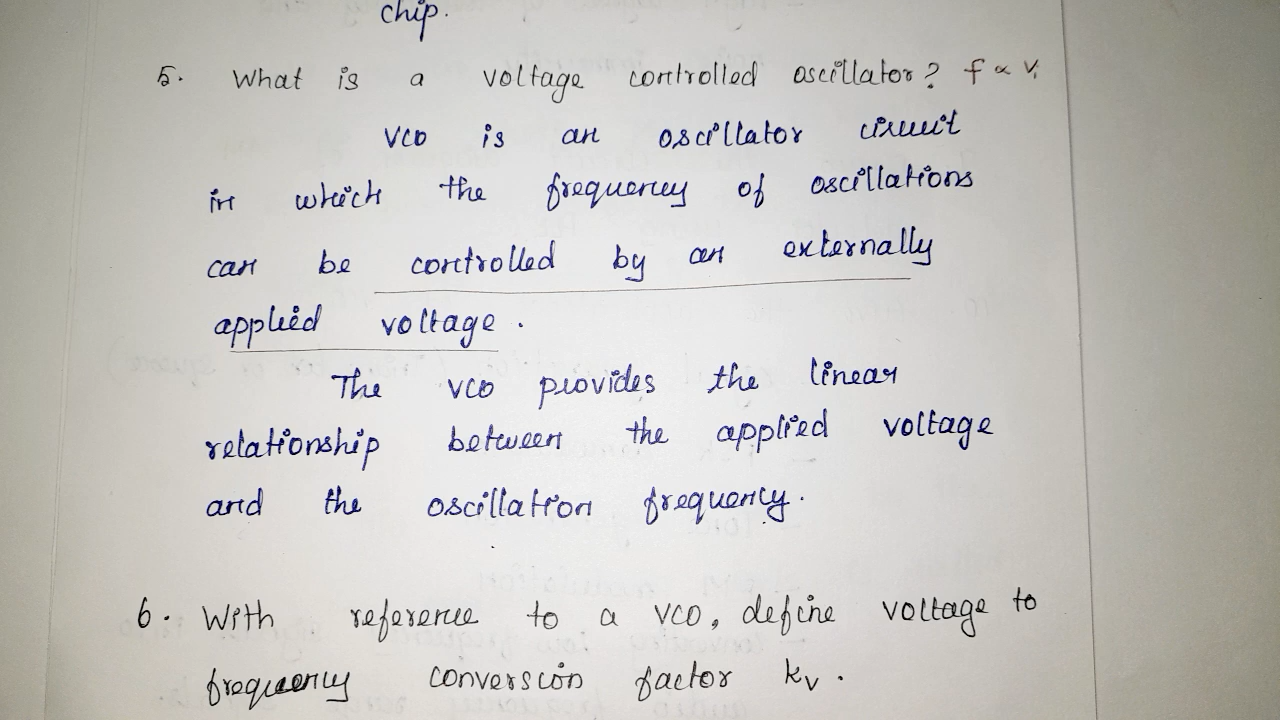 chip.
5. What is a voltage controlled oscillator? f ∝ Vi
VCO is an oscillator circuit
in which the frequency of oscillations
can be controlled by an externally
applied voltage.
The VCO provides the linear
relationship between the applied voltage
and the oscillation frequency.
6. With reference to a VCO, define voltage to
frequency conversion factor kv.